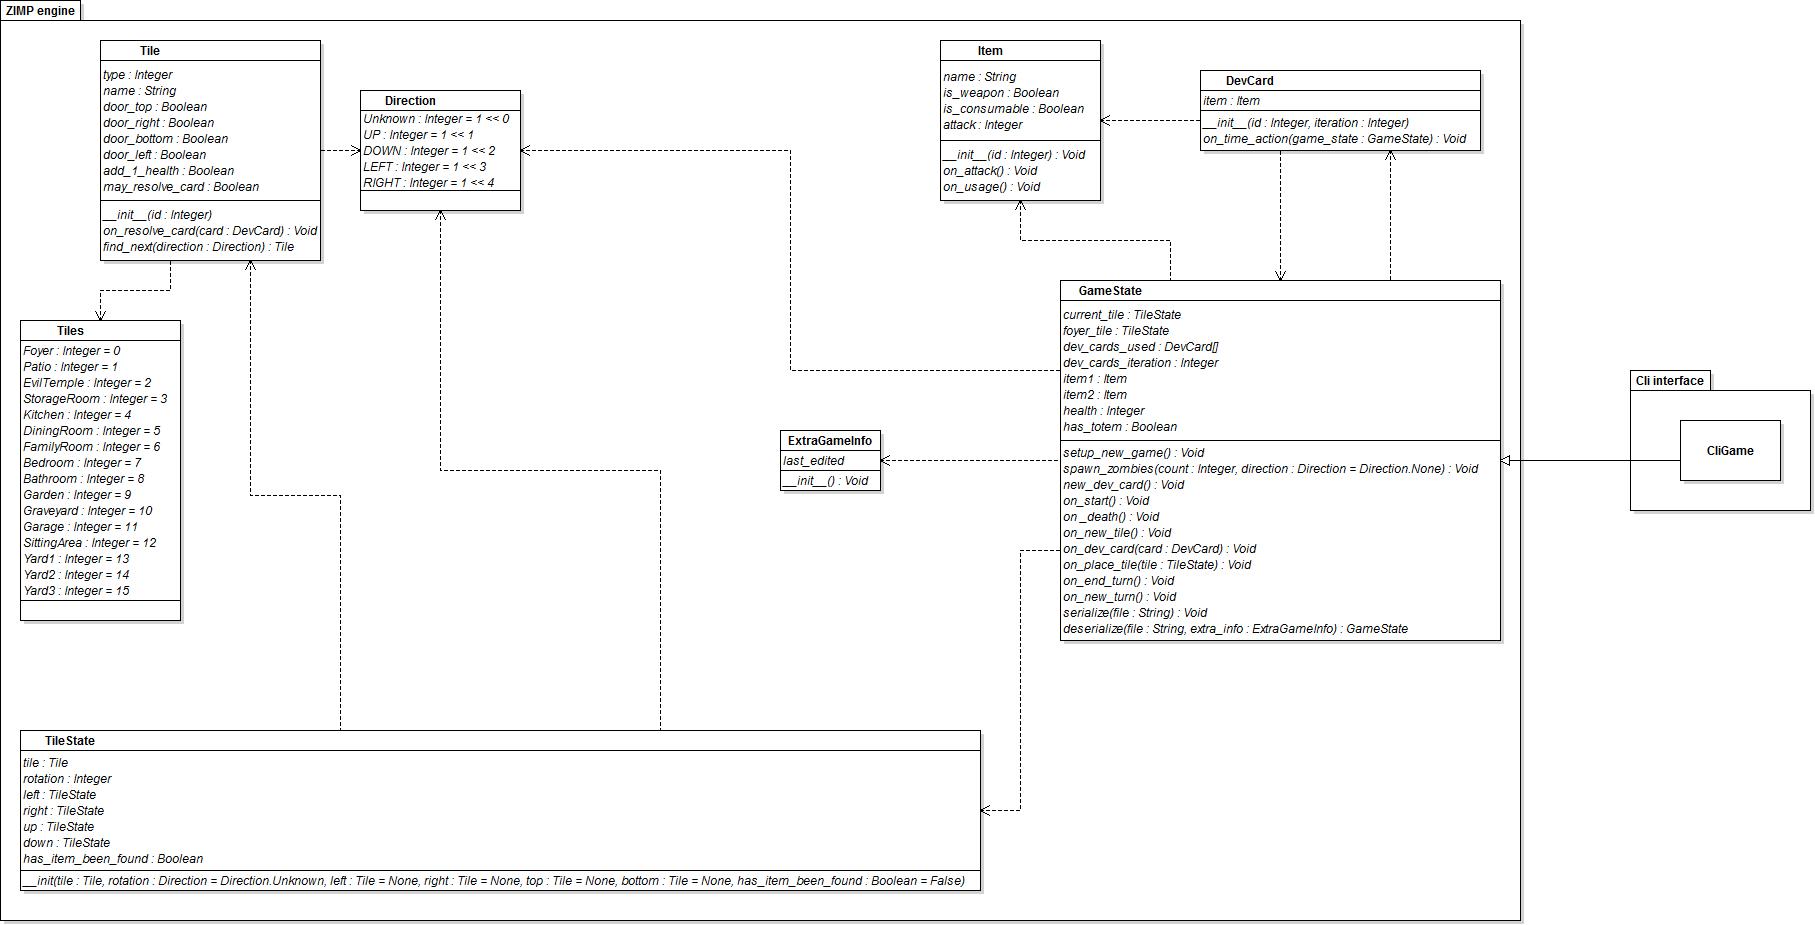 ZIMP engine
Tile
type : Integer
name : String
door_top : Boolean
door_right : Boolean
door_bottom : Boolean
door_left : Boolean
add_1_health : Boolean
may_resolve_card : Boolean
__init__(id : Integer)
on_resolve_card(card : DevCard) : Void
find_next(direction : Direction) : Tile
Direction
Unknown : Integer = 1 << 0
UP : Integer = 1 << 1
DOWN : Integer = 1 << 2
LEFT : Integer = 1 << 3
RIGHT : Integer = 1 << 4
Item
name : String
is_weapon : Boolean
is_consumable : Boolean
attack : Integer
__init__(id : Integer) : Void
on_attack() : Void
on_usage() : Void
DevCard
item : Item
__init__(id : Integer, iteration : Integer)
on_time_action(game_state : GameState) : Void
Tiles
Foyer : Integer = 0
Patio : Integer = 1
EvilTemple : Integer = 2
StorageRoom : Integer = 3
Kitchen : Integer = 4
DiningRoom : Integer = 5
FamilyRoom : Integer = 6
Bedroom : Integer = 7
Bathroom : Integer = 8
Garden : Integer = 9
Graveyard : Integer = 10
Garage : Integer = 11
SittingArea : Integer = 12
Yard1 : Integer = 13
Yard2 : Integer = 14
Yard3 : Integer = 15
ExtraGameInfo
last_edited
__init__() : Void
GameState
current_tile : TileState
foyer_tile : TileState
dev_cards_used : DevCard[]
dev_cards_iteration : Integer
item1 : Item
item2 : Item
health : Integer
has_totem : Boolean
setup_new_game() : Void
spawn_zombies(count : Integer, direction : Direction = Direction.None) : Void
new_dev_card() : Void
on_start() : Void
on _death() : Void
on_new_tile() : Void
on_dev_card(card : DevCard) : Void
on_place_tile(tile : TileState) : Void
on_end_turn() : Void
on_new_turn() : Void
serialize(file : String) : Void
deserialize(file : String, extra_info : ExtraGameInfo) : GameState
Cli interface
CliGame
TileState
tile : Tile
rotation : Integer
left : TileState
right : TileState
up : TileState
down : TileState
has_item_been_found : Boolean
__init(tile : Tile, rotation : Direction = Direction.Unknown, left : Tile = None, right : Tile = None, top : Tile = None, bottom : Tile = None, has_item_been_found : Boolean = False)